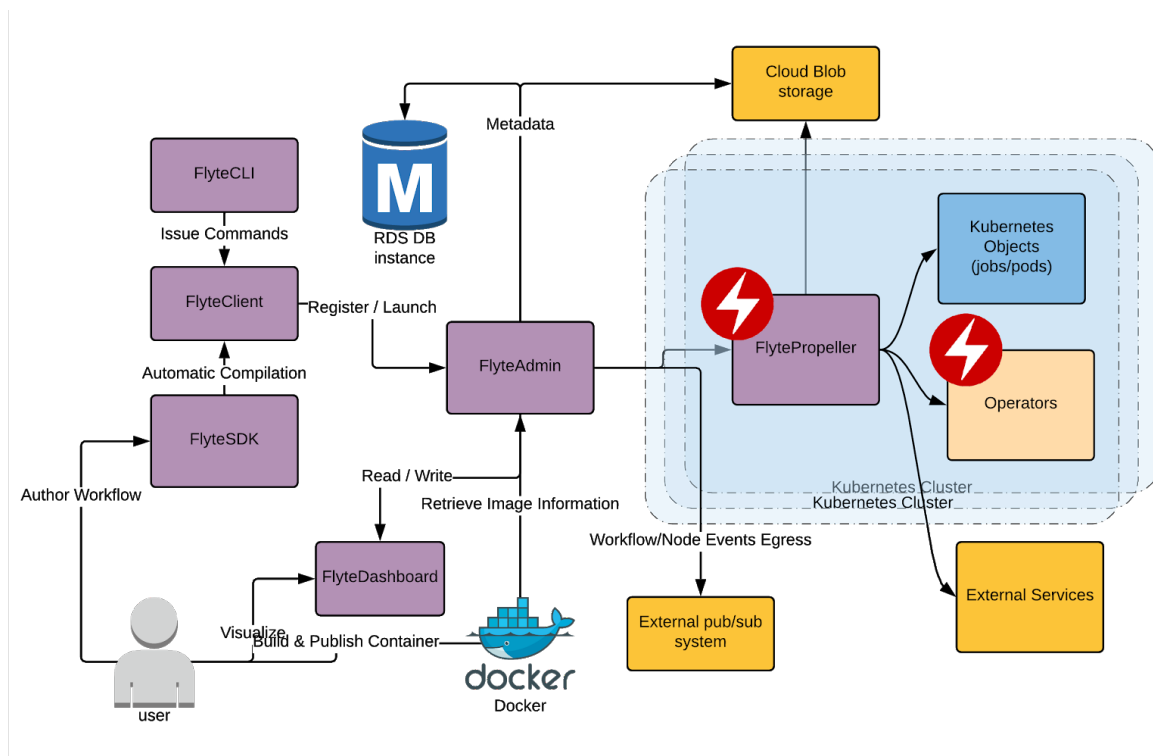 Cloud Blob
storage
Metadata
FlyteCLI
M
RDS DB
instance
Issue Commands
Kubernetes
Objects
(jobs/pods)
FlyteClient
Register / Launch
FlytePropeller
FlyteAdmin
Automatic Compilation
Operators
FlyteSDK
Read / Write
Kubernetes Cluster
Kubernetes Cluster
Author Workflow
Retrieve Image Information
Workflow/Node Events Egress
FlyteDashboard
External Services
External pub/sub
system
Visualize
Build & Publish Container
docker
Docker
user